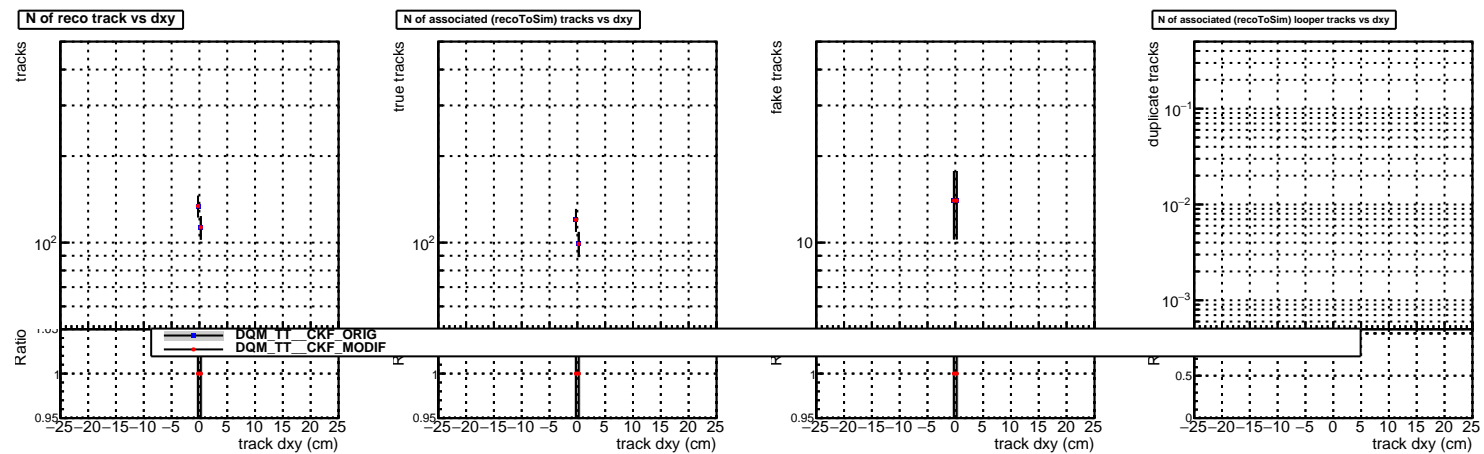 N of reco track vs dxy
N of associated (recoToSim) tracks vs dxy
N of associated (recoToSim) looper tracks vs dxy
tracks
10²
Ratio
1
0.95
−25 −20 −15 −10 −5 0 5 10 15 20 25
track dxy (cm)
true tracks
10²
0.95
−25 −20 −15 −10 −5 0 5 10 15 20 25
track dxy (cm)
fake tracks
10
1
0.95
−25 −20 −15 −10 −5 0 5 10 15 20 25
track dxy (cm)
duplicate tracks
10⁻¹
10⁻²
10⁻³
0.5
0
−25 −20 −15 −10 −5 0 5 10 15 20 25
track dxy (cm)
DQM_TT__CKF_ORIG
DQM_TT__CKF_MODIF